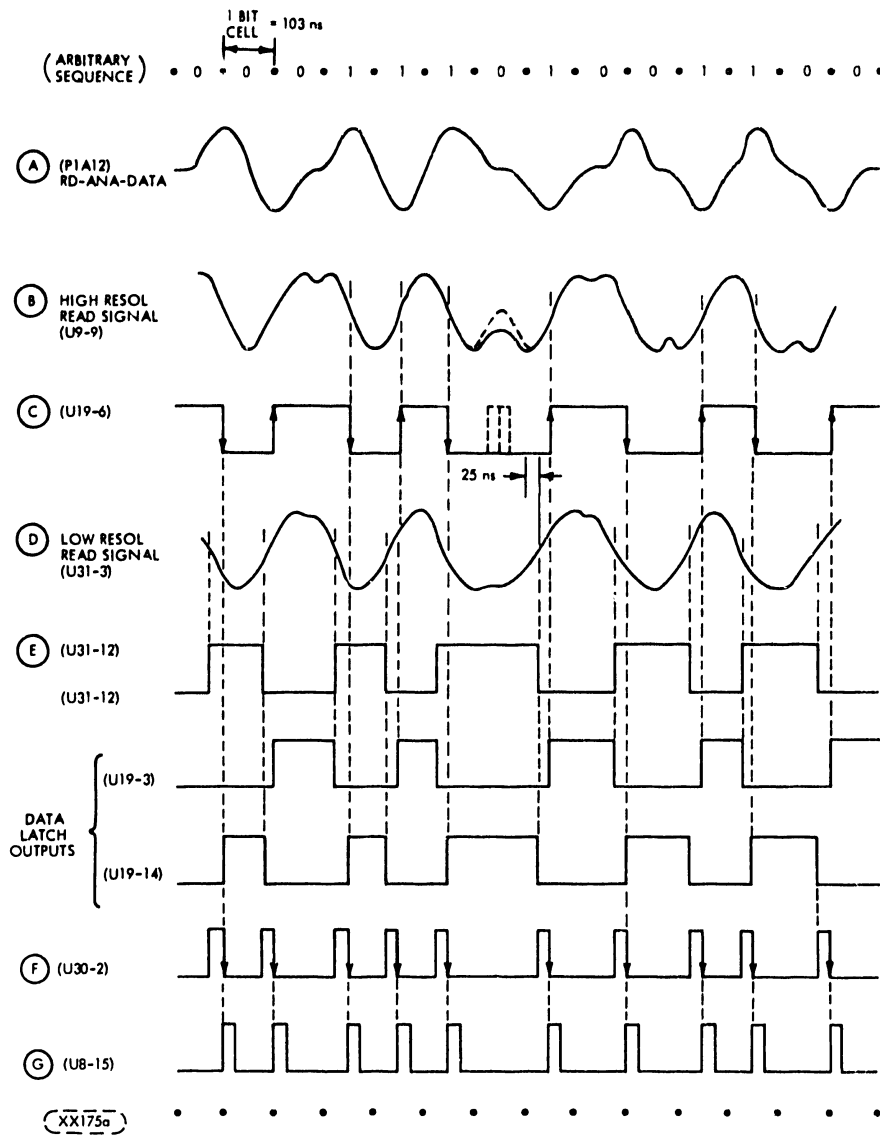 1 BIT
CELL = 103 ns
(ARBITRARY
SEQUENCE) • 0 • 0 • 0 • 1 • 1 • 1 • 0 • 1 • 0 • 0 • 1 • 1 • 0 • 0
A (P1A12)
RD-ANA-DATA
B HIGH RESOL
READ SIGNAL
(U9-9)
C (U19-6)
25 ns
D LOW RESOL
READ SIGNAL
(U31-3)
E (U31-12)
(U31-12)
(U19-3)
DATA
LATCH
OUTPUTS
(U19-14)
F (U30-2)
G (U8-15)
XX175a